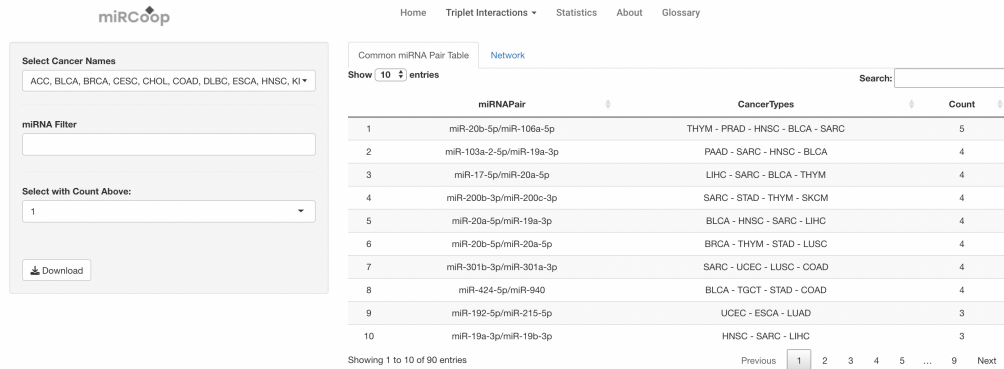 miRCoop
Home Triplet Interactions Statistics About Glossary
Select Cancer Names
ACC, BLCA, BRCA, CESC, CHOL, COAD, DLBC, ESCA, HNSC, KI
miRNA Filter
Select with Count Above:
1
Download
Common miRNA Pair Table Network
Show 10 entries
Search:
miRNAPair CancerTypes Count
1 miR-20b-5p/miR-106a-5p THYM - PRAD - HNSC - BLCA - SARC 5
2 miR-103a-2-5p/miR-19a-3p PAAD - SARC - HNSC - BLCA 4
3 miR-17-5p/miR-20a-5p LIHC - SARC - BLCA - THYM 4
4 miR-200b-3p/miR-200c-3p SARC - STAD - THYM - SKCM 4
5 miR-20a-5p/miR-19a-3p BLCA - HNSC - SARC - LIHC 4
6 miR-20b-5p/miR-20a-5p BRCA - THYM - STAD - LUSC 4
7 miR-301b-3p/miR-301a-3p SARC - UCEC - LUSC - COAD 4
8 miR-424-5p/miR-940 BLCA - TGCT - STAD - COAD 4
9 miR-192-5p/miR-215-5p UCEC - ESCA - LUAD 3
10 miR-19a-3p/miR-19b-3p HNSC - SARC - LIHC 3
Showing 1 to 10 of 90 entries
Previous 1 2 3 4 5 ... 9 Next